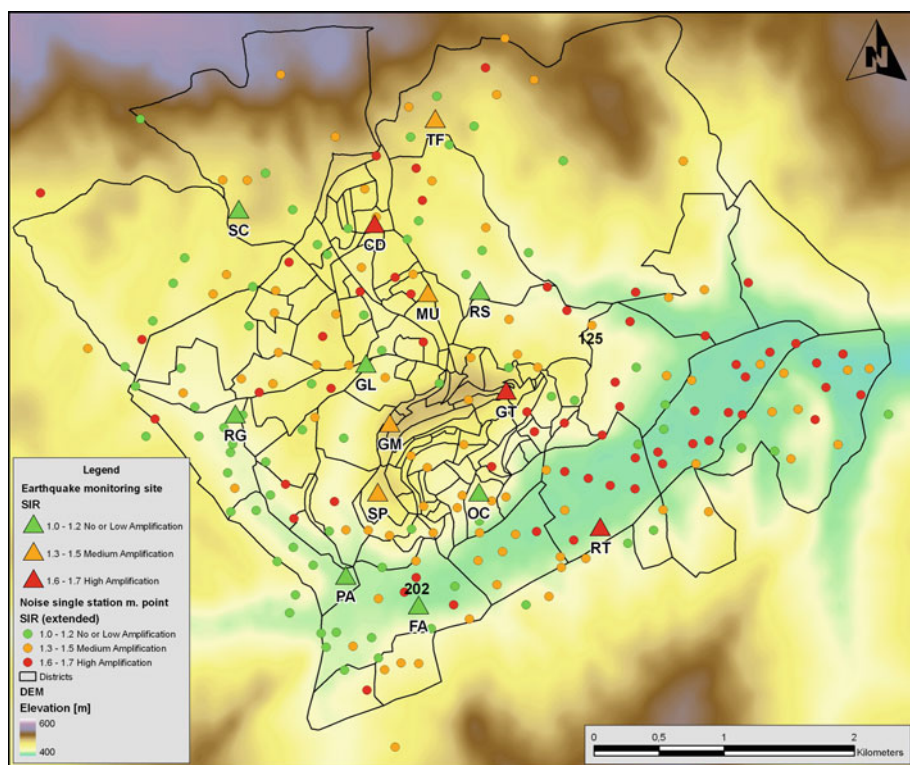 N
TF
SC
CD
MU
RS
125
GL
GT
RG
GM
SP
OC
RT
PA
202
FA
Legend
Earthquake monitoring site
SIR
1.0 - 1.2 No or Low Amplification
1.3 - 1.5 Medium Amplification
1.6 - 1.7 High Amplification
Noise single station m. point
SIR (extended)
1.0 - 1.2 No or Low Amplification
1.3 - 1.5 Medium Amplification
1.6 - 1.7 High Amplification
Districts
DEM
Elevation [m]
600
400
0 0,5 1 2
Kilometers